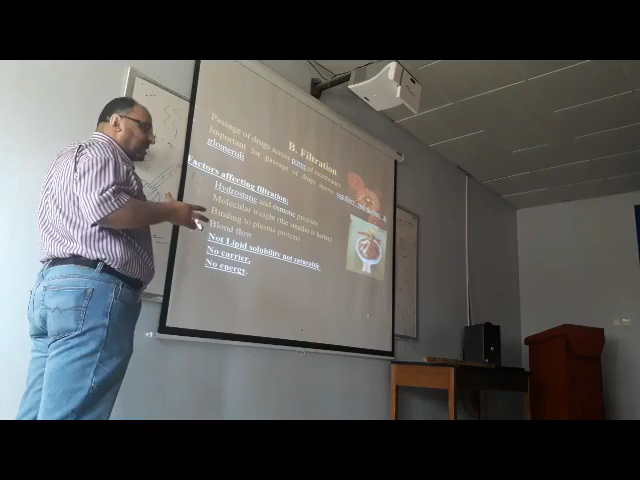 B. Filtration
Passage of drugs across pores of membrane
Important for passage of drugs across
glomeruli
Factors affecting filtration:
Hydrostatic and osmotic pressure
Molecular weight (the smaller is better)
Binding to plasma proteins
Blood flow
Not Lipid solubility not saturable
No carrier,
No energy.